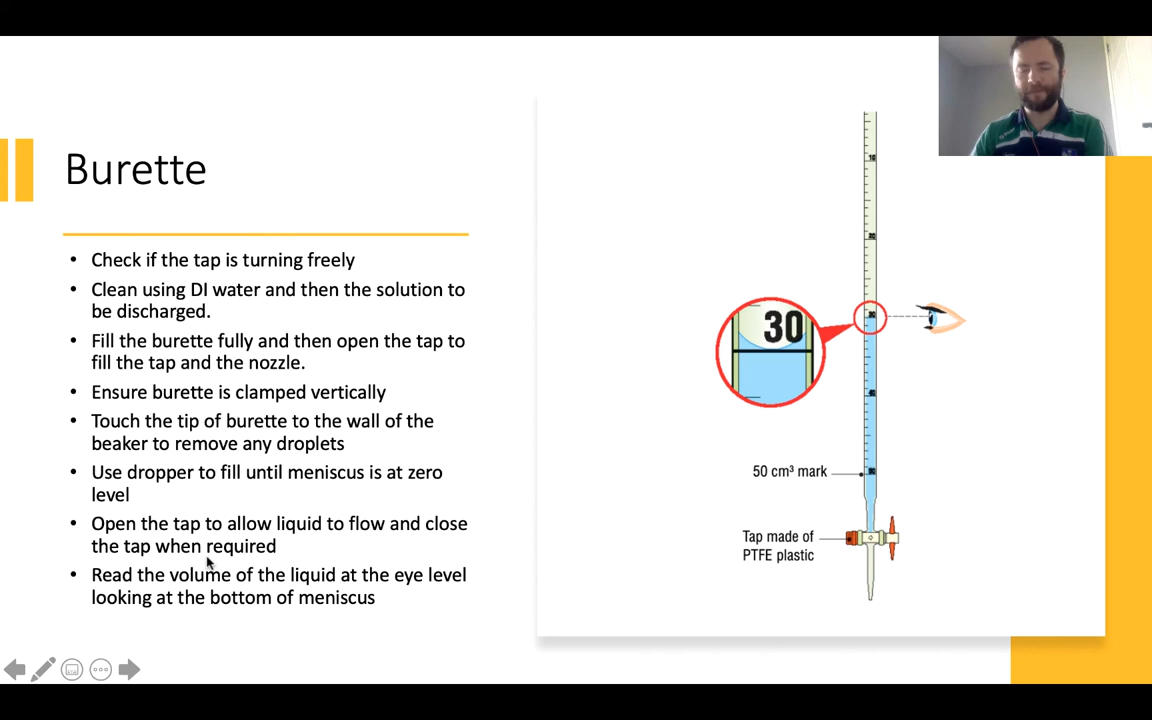 Burette
• Check if the tap is turning freely
• Clean using DI water and then the solution to
be discharged.
• Fill the burette fully and then open the tap to
fill the tap and the nozzle.
• Ensure burette is clamped vertically
• Touch the tip of burette to the wall of the
beaker to remove any droplets
• Use dropper to fill until meniscus is at zero
level
• Open the tap to allow liquid to flow and close
the tap when required
• Read the volume of the liquid at the eye level
looking at the bottom of meniscus
10
20
30
30
40
50
50 cm³ mark
Tap made of
PTFE plastic